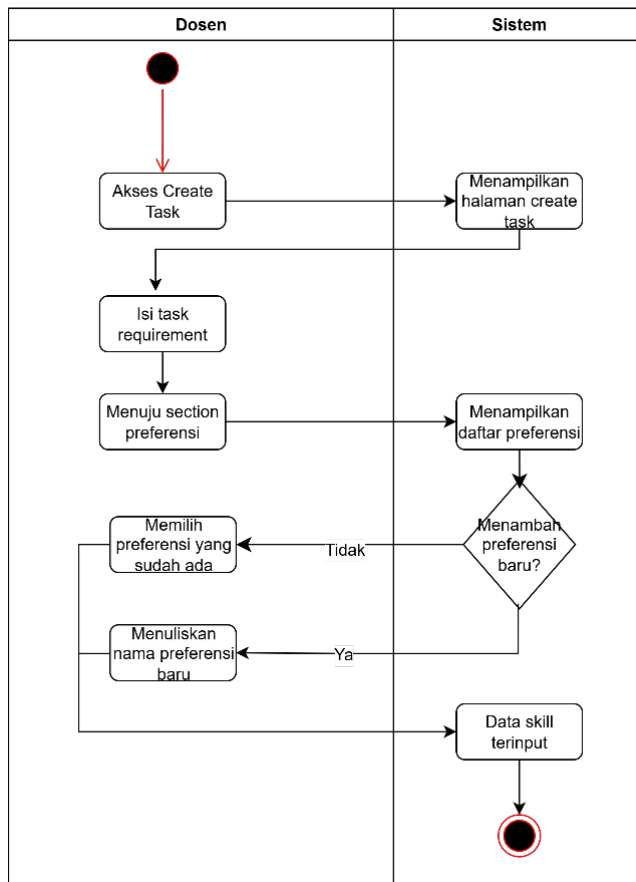 Dosen
Sistem
Akses Create
Task
Menampilkan
halaman create
task
Isi task
requirement
Menuju section
preferensi
Menampilkan
daftar preferensi
Menambah
preferensi
baru?
Tidak
Memilih
preferensi yang
sudah ada
Ya
Menuliskan
nama preferensi
baru
Data skill
terinput